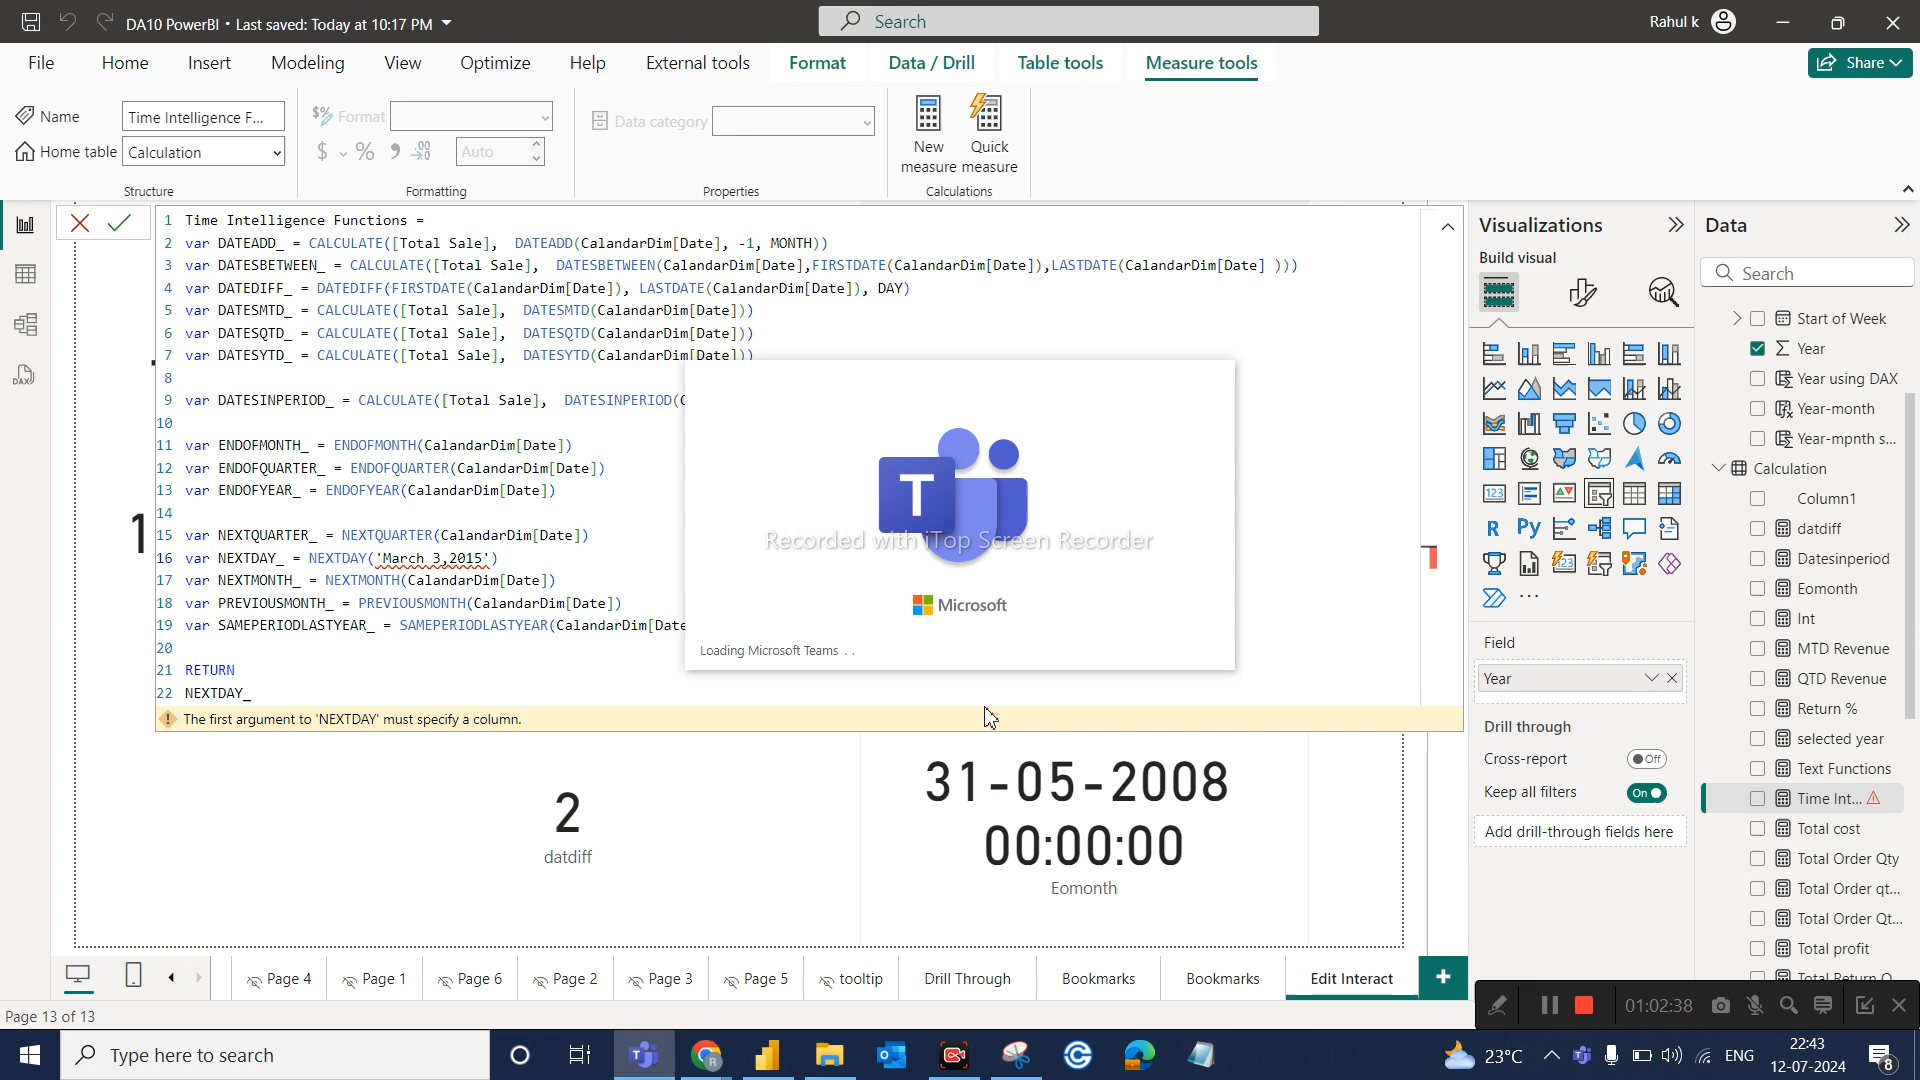 DA10 PowerBI • Last saved: Today at 10:17 PM
Search
Rahul k
File Home Insert Modeling View Optimize Help External tools Format Data / Drill Table tools Measure tools
Share
Name Time Intelligence F...
Home table Calculation
Structure
Format
$ % 9 .00 Auto
Formatting
Data category
Properties
New measure
Quick measure
Calculations
1 Time Intelligence Functions =
2 var DATEADD_ = CALCULATE([Total Sale], DATEADD(CalandarDim[Date], -1, MONTH))
3 var DATESBETWEEN_ = CALCULATE([Total Sale], DATESBETWEEN(CalandarDim[Date],FIRSTDATE(CalandarDim[Date]),LASTDATE(CalandarDim[Date] )))
4 var DATEDIFF_ = DATEDIFF(FIRSTDATE(CalandarDim[Date]), LASTDATE(CalandarDim[Date]), DAY)
5 var DATESMTD_ = CALCULATE([Total Sale], DATESMTD(CalandarDim[Date]))
6 var DATESQTD_ = CALCULATE([Total Sale], DATESQTD(CalandarDim[Date]))
7 var DATESYTD_ = CALCULATE([Total Sale], DATESYTD(CalandarDim[Date]))
8
9 var DATESINPERIOD_ = CALCULATE([Total Sale], DATESINPERIOD(C
10
11 var ENDOFMONTH_ = ENDOFMONTH(CalandarDim[Date])
12 var ENDOFQUARTER_ = ENDOFQUARTER(CalandarDim[Date])
13 var ENDOFYEAR_ = ENDOFYEAR(CalandarDim[Date])
14
15 var NEXTQUARTER_ = NEXTQUARTER(CalandarDim[Date])
16 var NEXTDAY_ = NEXTDAY('March 3,2015')
17 var NEXTMONTH_ = NEXTMONTH(CalandarDim[Date])
18 var PREVIOUSMONTH_ = PREVIOUSMONTH(CalandarDim[Date])
19 var SAMEPERIODLASTYEAR_ = SAMEPERIODLASTYEAR(CalandarDim[Date
20
21 RETURN
22 NEXTDAY_
The first argument to 'NEXTDAY' must specify a column.
1
T
Microsoft
Loading Microsoft Teams . .
Recorded with iTop Screen Recorder
2
datdiff
31-05-2008
00:00:00
Eomonth
Visualizations
Build visual
123
R Py
...
Field
Year
Drill through
Cross-report Off
Keep all filters On
Add drill-through fields here
Data
Search
Start of Week
Year
Year using DAX
Year-month
Year-mpnth s...
Calculation
Column1
datdiff
Datesinperiod
Eomonth
Int
MTD Revenue
QTD Revenue
Return %
selected year
Text Functions
Time Int...
Total cost
Total Order Qty
Total Order qt...
Total Order Qt...
Total profit
Total Return Q
DAX
Page 4 Page 1 Page 6 Page 2 Page 3 Page 5 tooltip Drill Through Bookmarks Bookmarks Edit Interact +
Page 13 of 13
01:02:38
Type here to search
23°C
ENG
22:43
12-07-2024
8